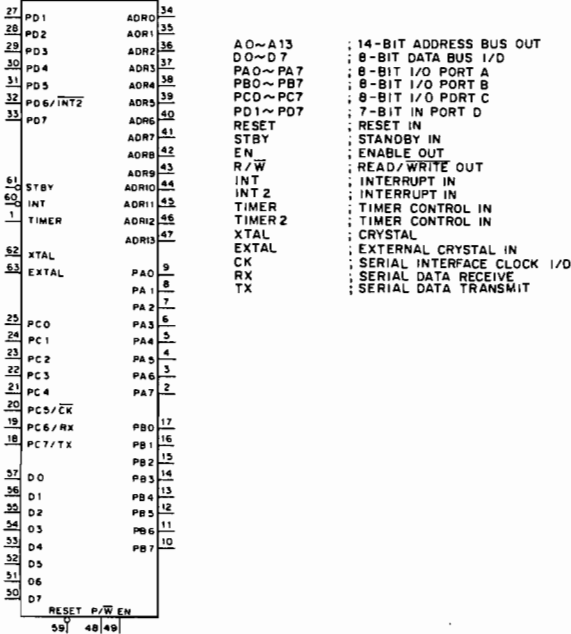 27 PD1 ADR0 34
28 PD2 AOR1 35
29 PD3 ADR2 36
30 PD4 ADR3 37
31 PD5 AOR4 38
32 PD6/INT2 ADR5 39
33 PD7 ADR6 40
ADR7 41
AOR8 42
ADR9 43
61 STBY ADR10 44
60 INT ADR11 45
1 TIMER ADR12 46
ADR13 47
62 XTAL
63 EXTAL PA0 9
PA1 8
PA2 7
25 PC0 PA3 6
24 PC1 PA4 5
23 PC2 PA5 4
22 PC3 PA6 3
21 PC4 PA7 2
20 PC5/CK
19 PC6/RX PB0 17
18 PC7/TX PB1 16
PB2 15
57 D0 PB3 14
56 D1 PB4 13
55 D2 PB5 12
54 03 PB6 11
53 D4 PB7 10
52 D5
51 06
50 D7
RESET P/W EN
59 48 49
A0~A13 ; 14-BIT ADDRESS BUS OUT
D0~D7 ; 8-BIT DATA BUS I/D
PA0~PA7 ; 8-BIT I/O PORT A
PB0~PB7 ; 8-BIT I/O PORT B
PC0~PC7 ; 8-BIT I/O PDRT C
PD1~PD7 ; 7-BIT IN PORT D
RESET ; RESET IN
STBY ; STANDBY IN
EN ; ENABLE OUT
R/W ; READ/WRITE OUT
INT ; INTERRUPT IN
INT 2 ; INTERRUPT IN
TIMER ; TIMER CONTROL IN
TIMER2 ; TIMER CONTROL IN
XTAL ; CRYSTAL
EXTAL ; EXTERNAL CRYSTAL IN
CK ; SERIAL INTERFACE CLOCK I/D
RX ; SERIAL DATA RECEIVE
TX ; SERIAL DATA TRANSMIT